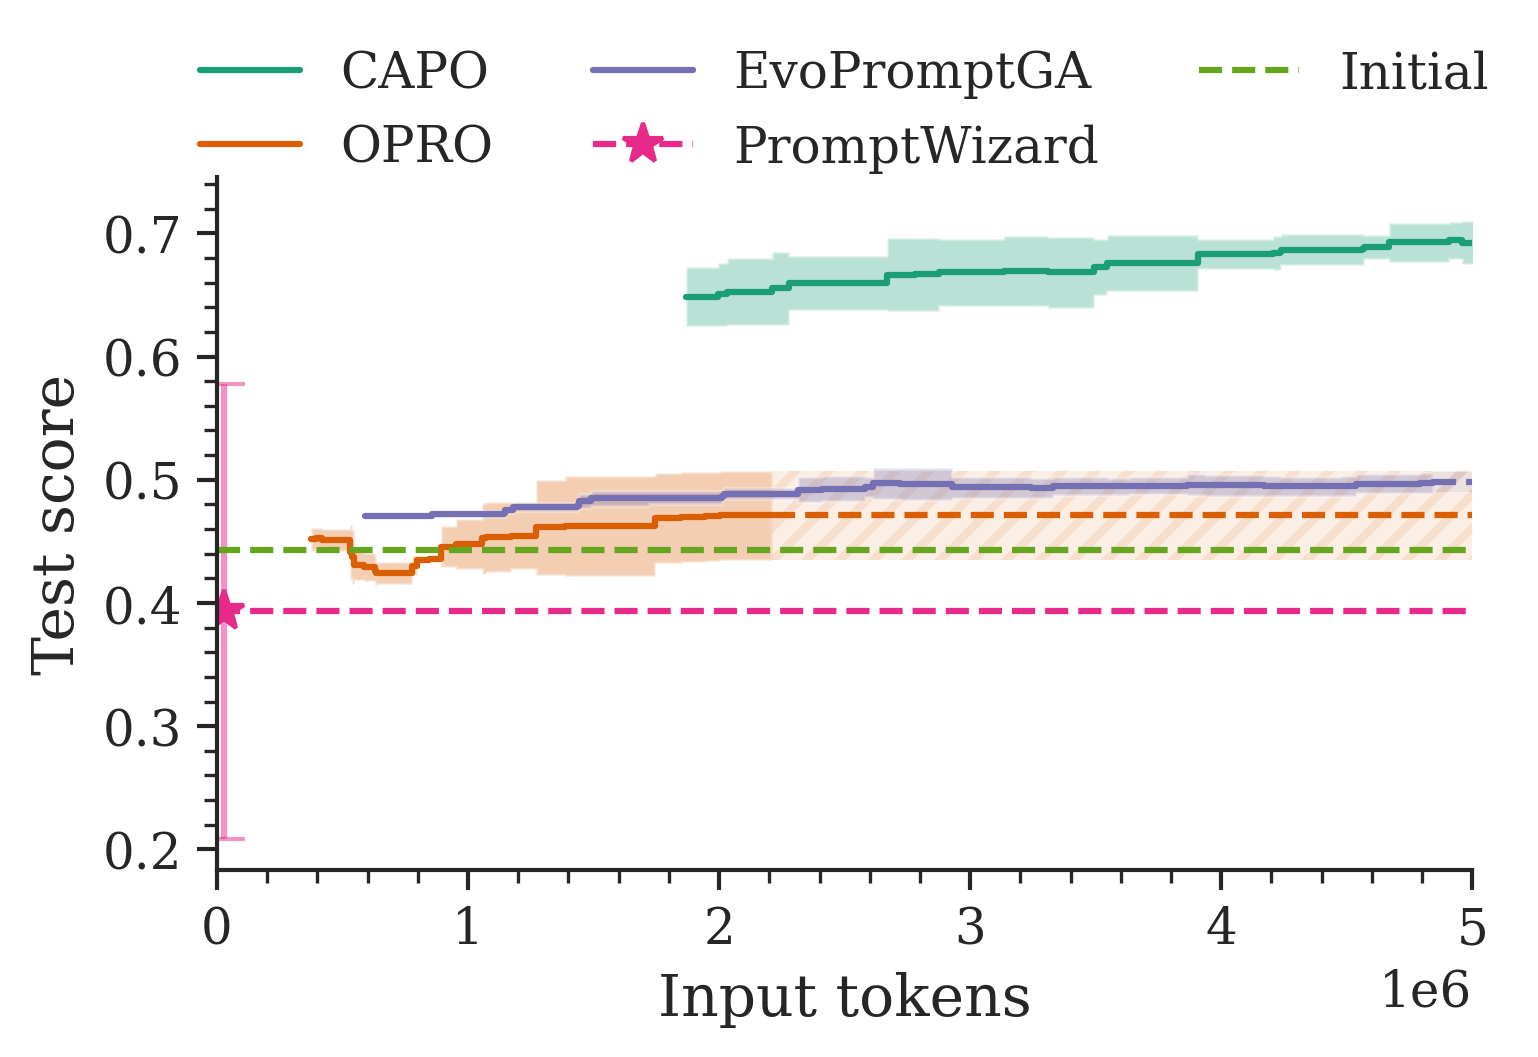 CAPO EvoPromptGA Initial
OPRO PromptWizard
Test score
0.7
0.6
0.5
0.4
0.3
0.2
0 1 2 3 4 5
1e6
Input tokens